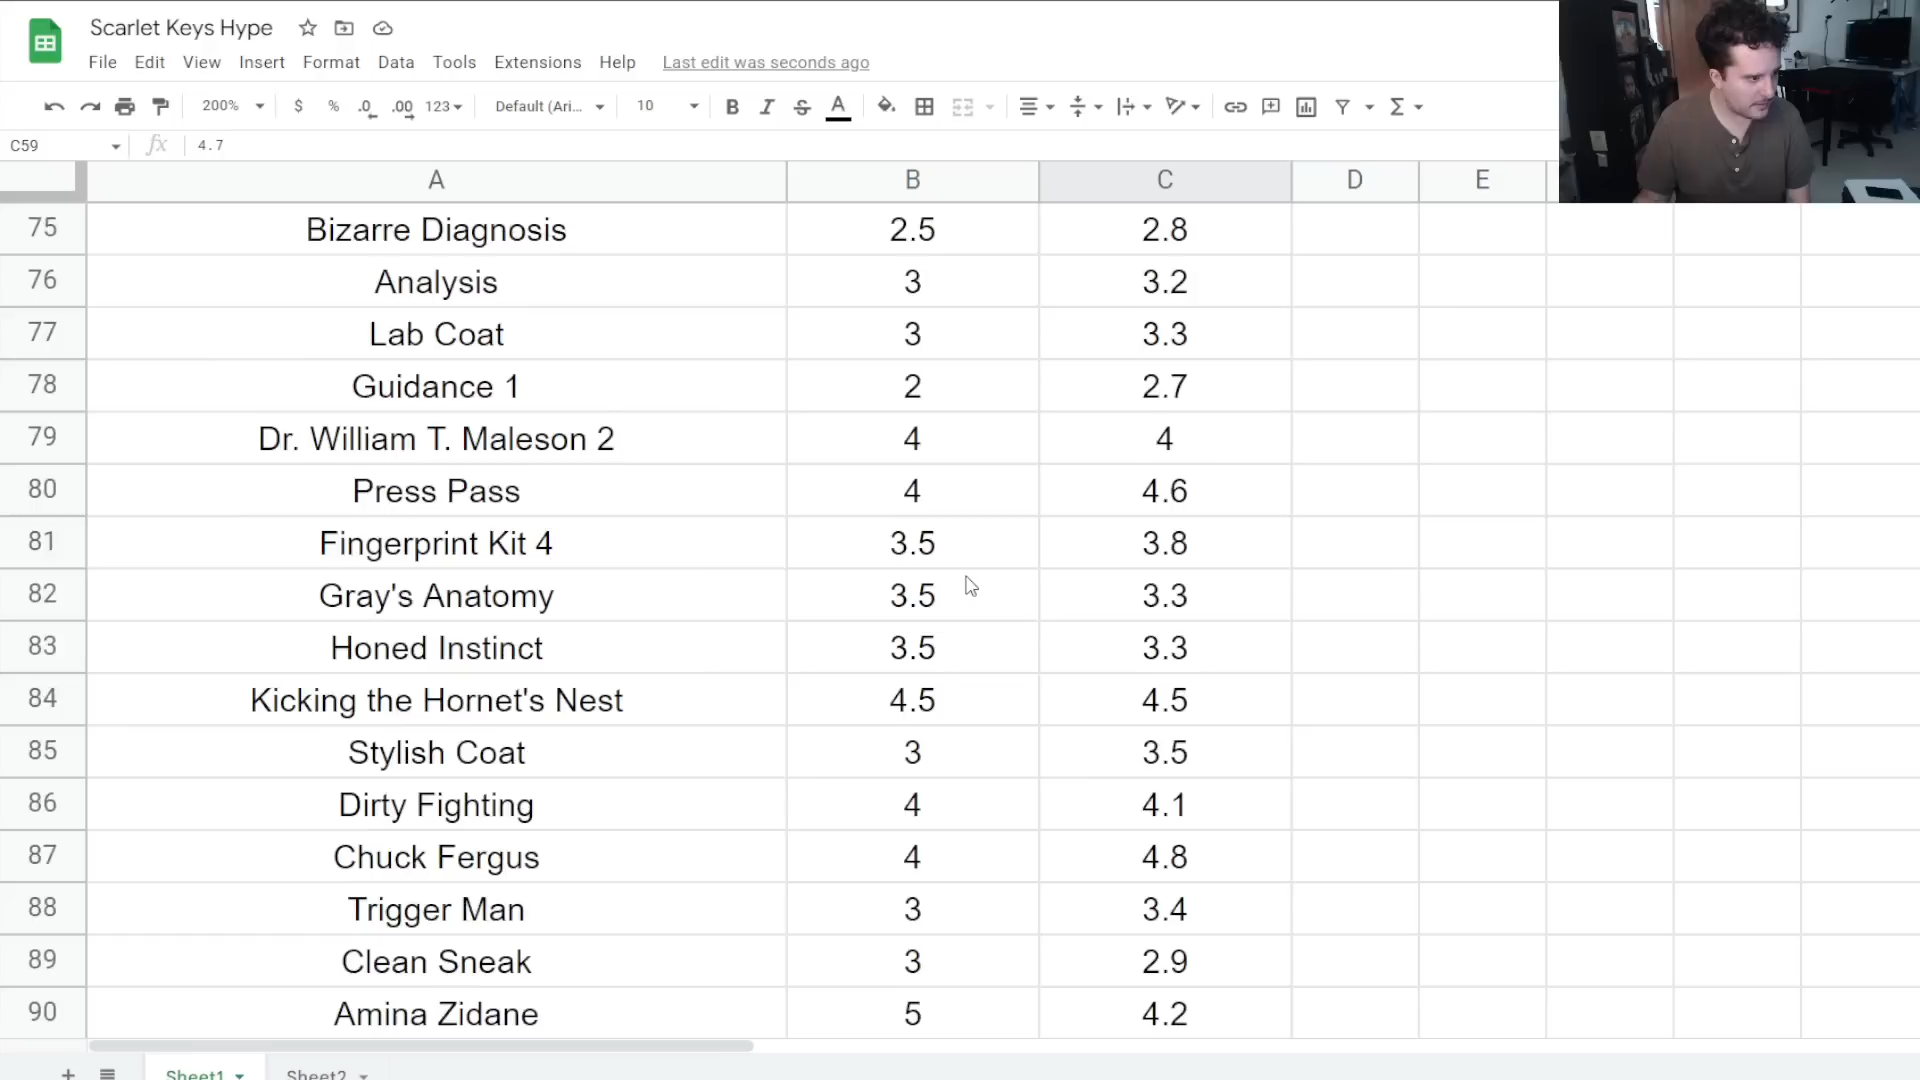 Scarlet Keys Hype
File Edit View Insert Format Data Tools Extensions Help Last edit was seconds ago
200% $ % .0 .00 123 Default (Ari... 10 B I S A
C59 fx 4.7
A B C D E
75 Bizarre Diagnosis 2.5 2.8
76 Analysis 3 3.2
77 Lab Coat 3 3.3
78 Guidance 1 2 2.7
79 Dr. William T. Maleson 2 4 4
80 Press Pass 4 4.6
81 Fingerprint Kit 4 3.5 3.8
82 Gray's Anatomy 3.5 3.3
83 Honed Instinct 3.5 3.3
84 Kicking the Hornet's Nest 4.5 4.5
85 Stylish Coat 3 3.5
86 Dirty Fighting 4 4.1
87 Chuck Fergus 4 4.8
88 Trigger Man 3 3.4
89 Clean Sneak 3 2.9
90 Amina Zidane 5 4.2
+ Sheet1 Sheet2